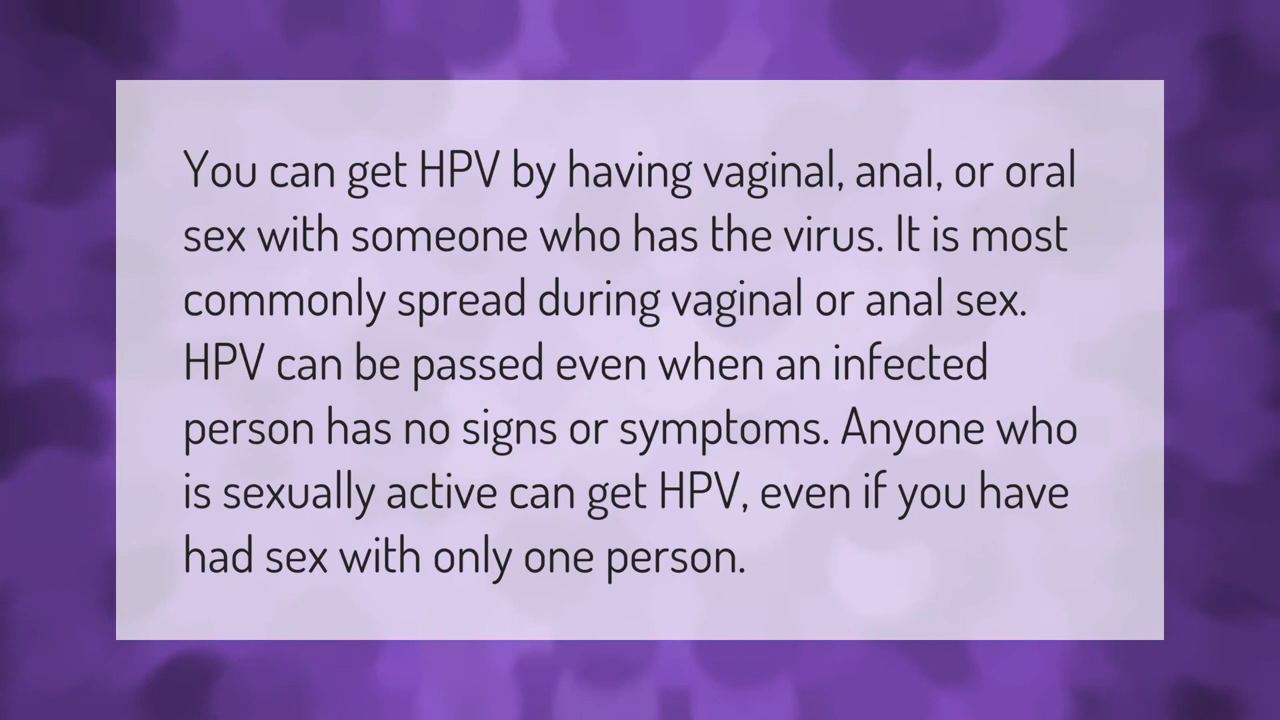 You can get HPV by having vaginal, anal, or oral
sex with someone who has the virus. It is most
commonly spread during vaginal or anal sex.
HPV can be passed even when an infected
person has no signs or symptoms. Anyone who
is sexually active can get HPV, even if you have
had sex with only one person.